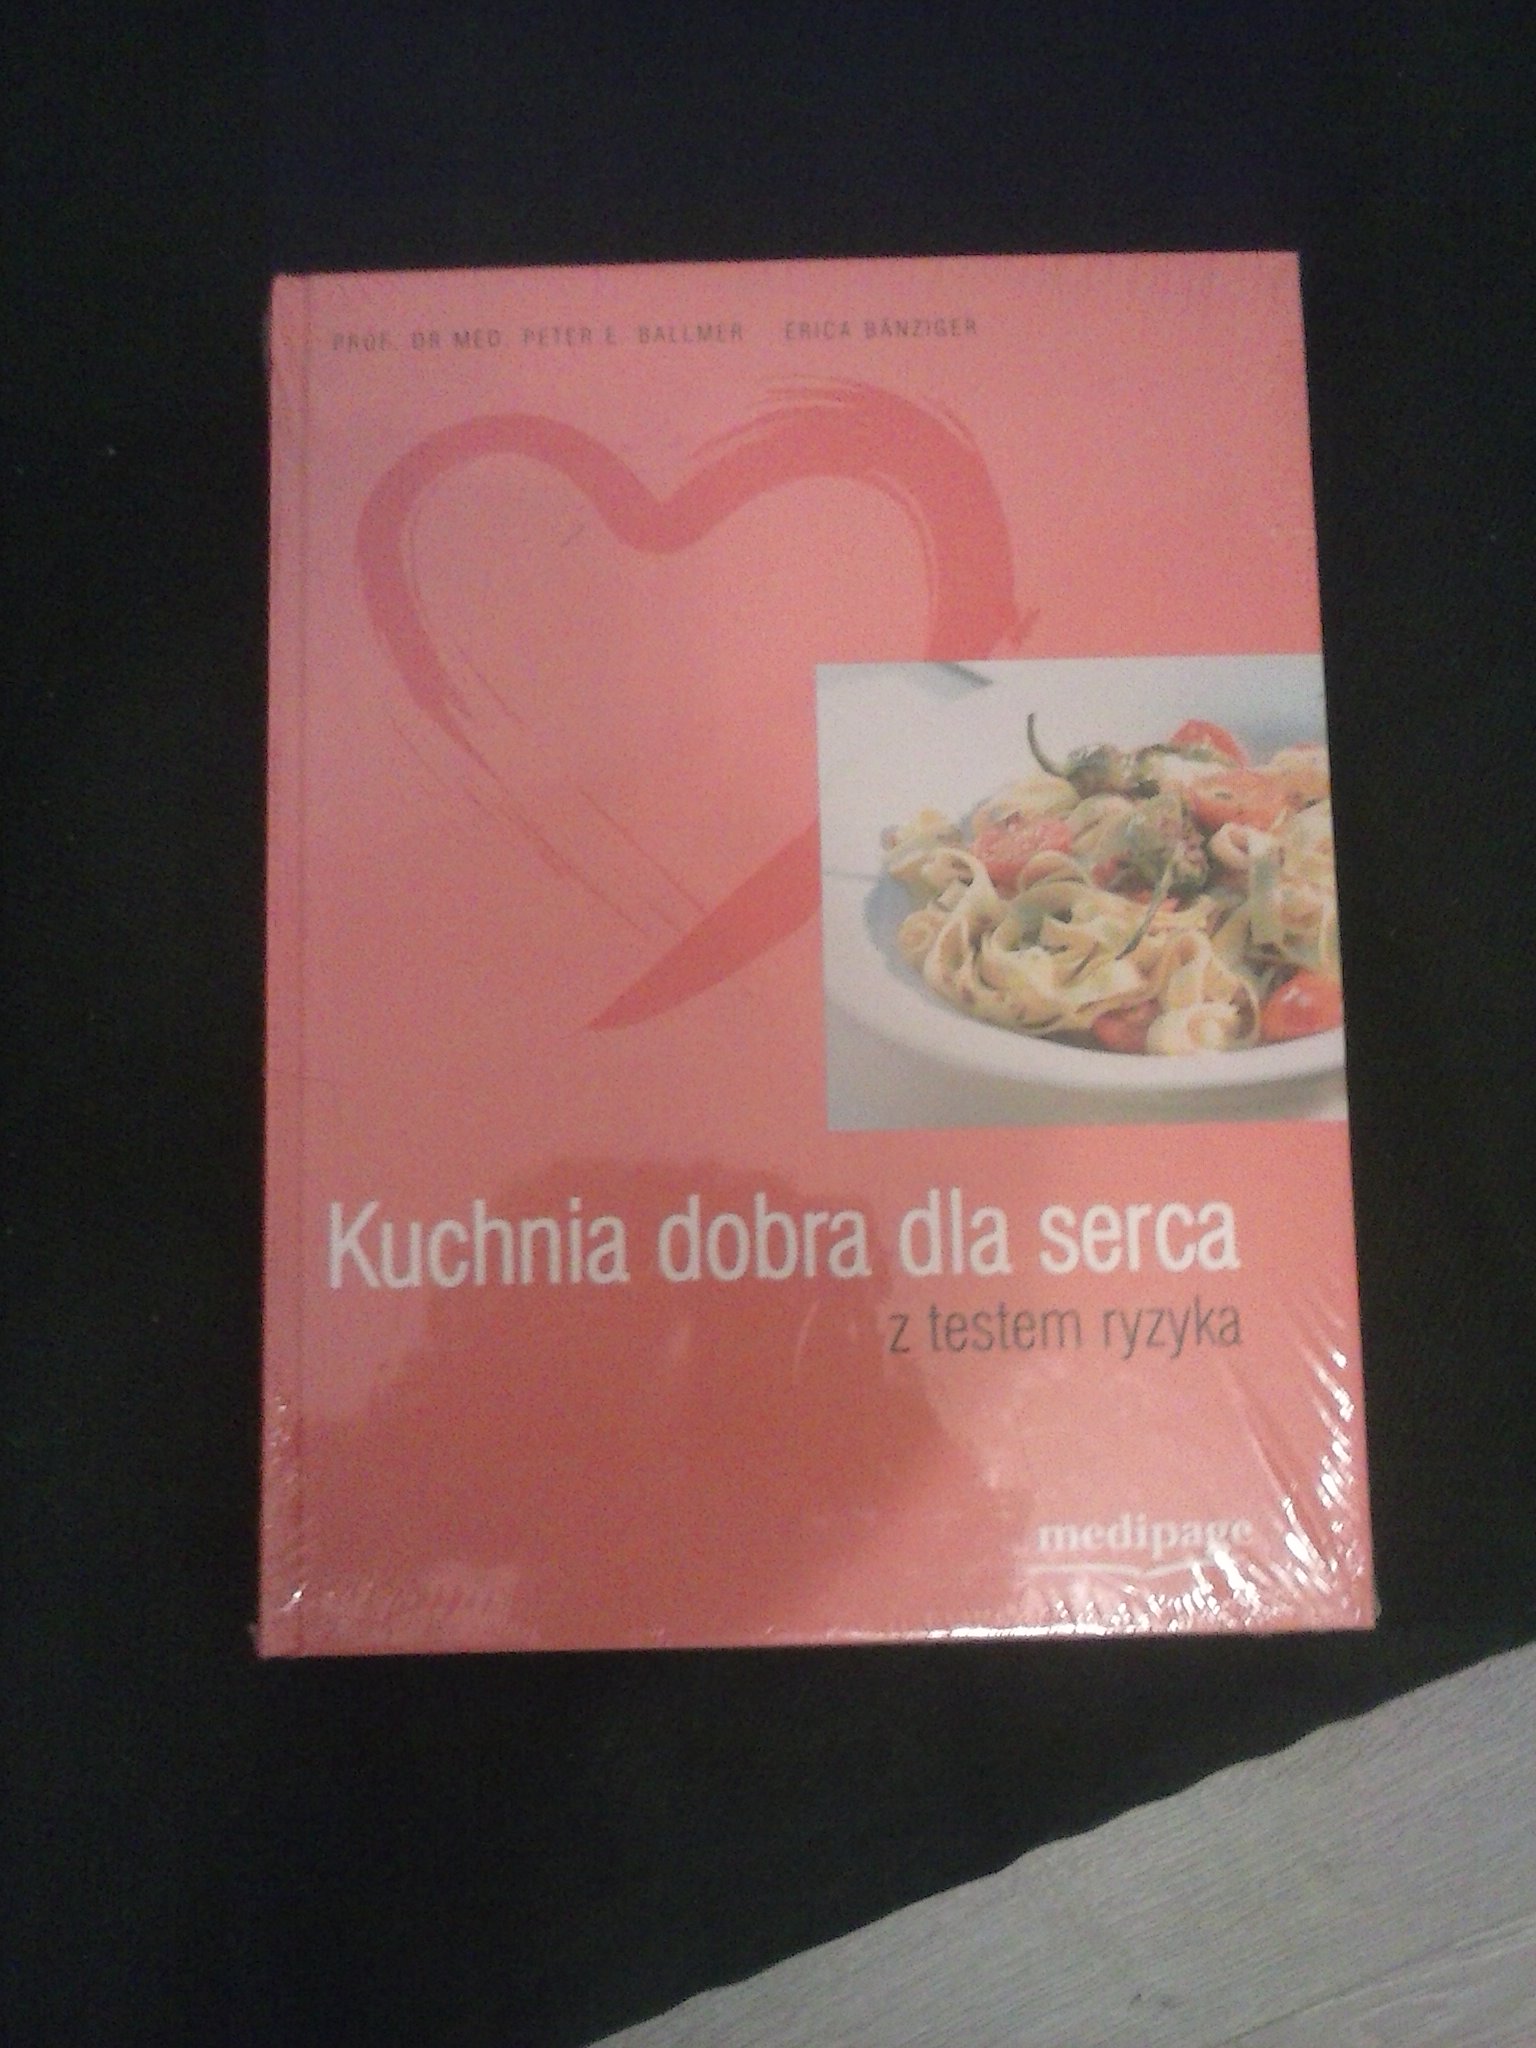 PROF. DR MED. PETER E. BALLMER ERICA BÄNZIGER
Kuchnia dobra dla serca
z testem ryzyka
medipage